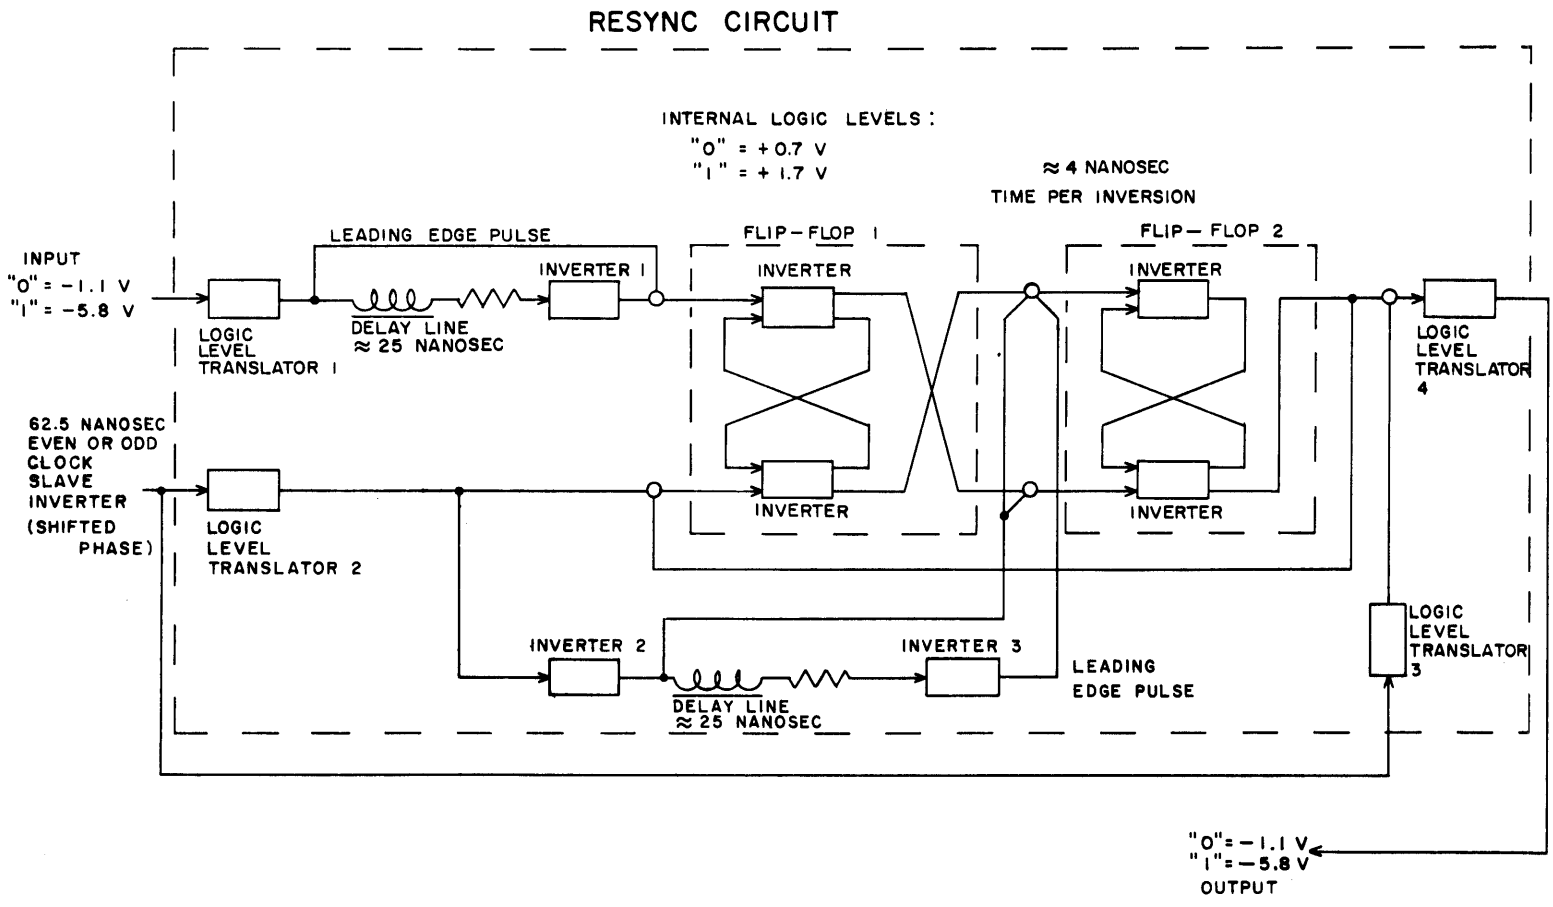 RESYNC CIRCUIT
INTERNAL LOGIC LEVELS:
"0" = +0.7 V
"1" = +1.7 V
≈ 4 NANOSEC
TIME PER INVERSION
INPUT
"0" = -1.1 V
"1" = -5.8 V
LEADING EDGE PULSE
LOGIC
LEVEL
TRANSLATOR 1
DELAY LINE
≈ 25 NANOSEC
INVERTER 1
FLIP-FLOP 1
INVERTER
INVERTER
FLIP-FLOP 2
INVERTER
INVERTER
LOGIC
LEVEL
TRANSLATOR
4
62.5 NANOSEC
EVEN OR ODD
CLOCK
SLAVE
INVERTER
(SHIFTED
PHASE)
LOGIC
LEVEL
TRANSLATOR 2
INVERTER 2
DELAY LINE
≈ 25 NANOSEC
INVERTER 3
LEADING
EDGE PULSE
LOGIC
LEVEL
TRANSLATOR
3
"0" = -1.1 V
"1" = -5.8 V
OUTPUT